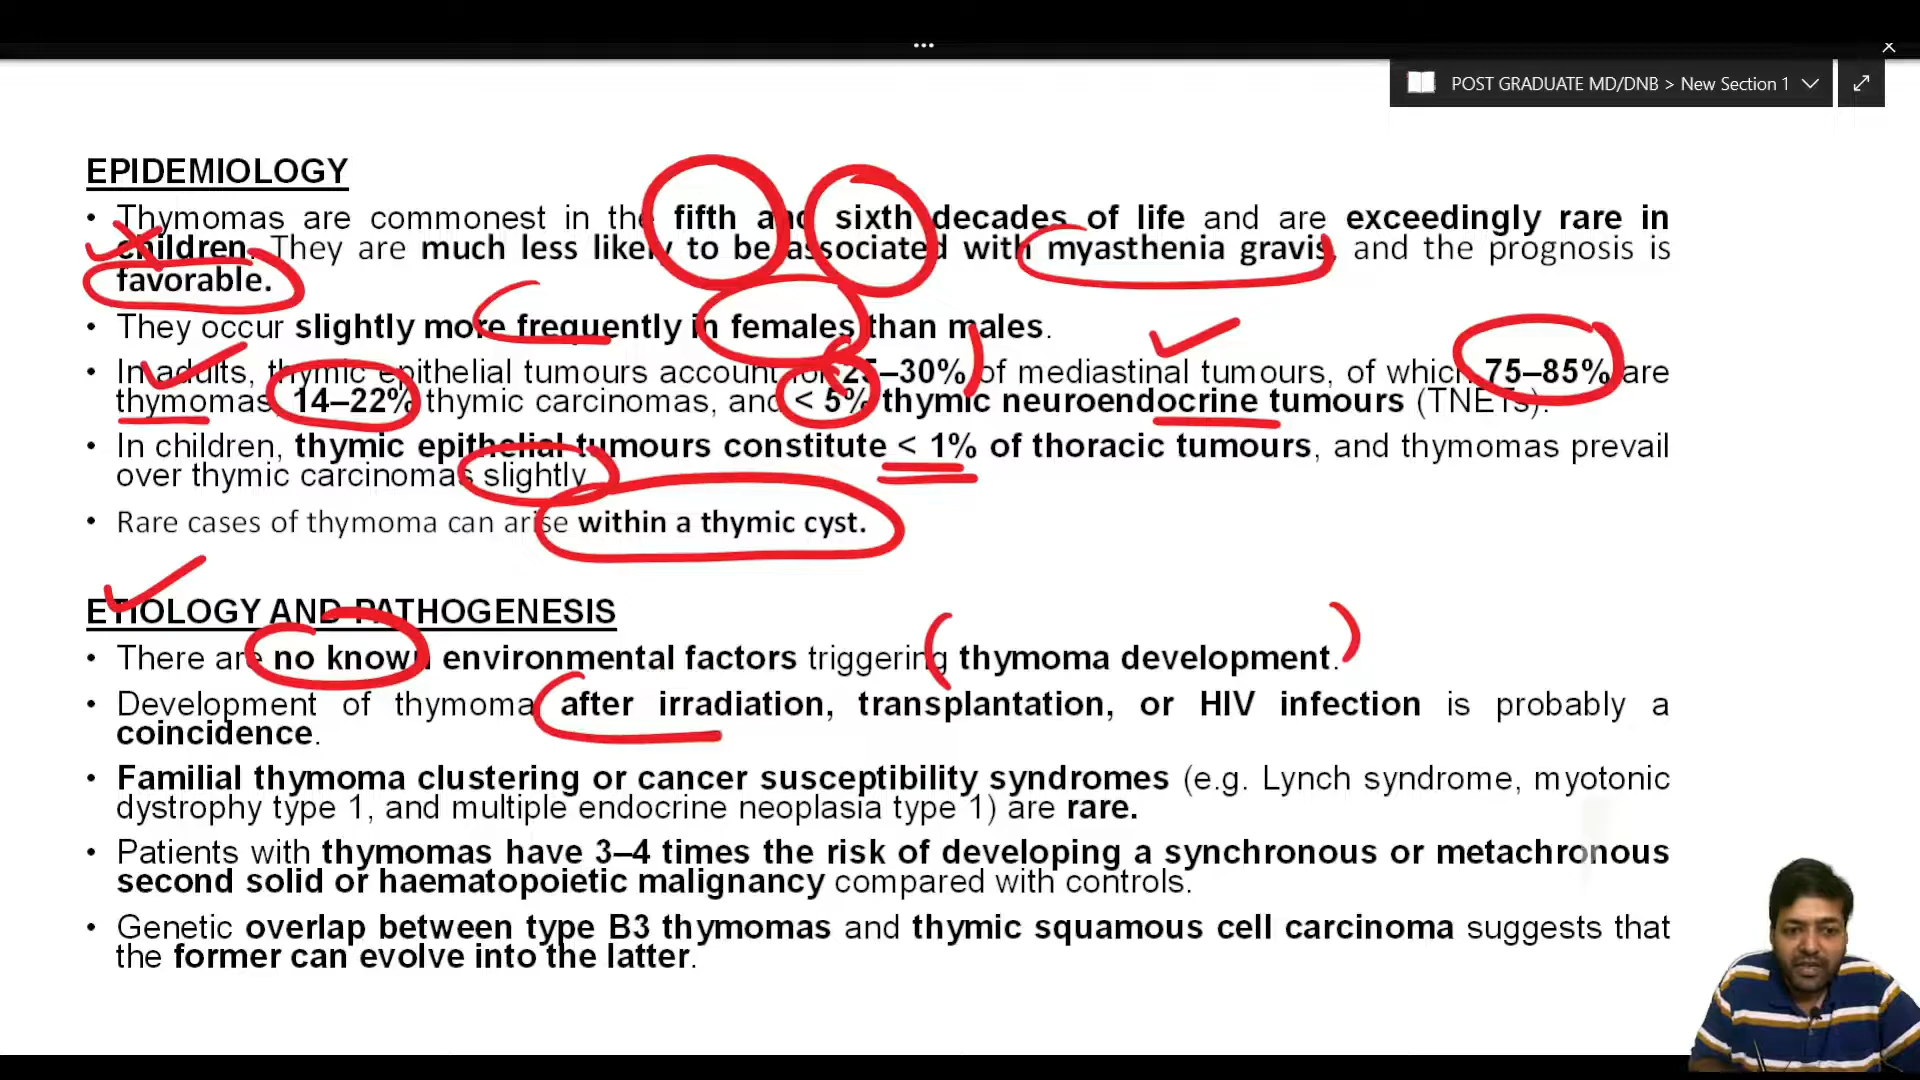 ...
POST GRADUATE MD/DNB > New Section 1
EPIDEMIOLOGY
• Thymomas are commonest in the fifth and sixth decades of life and are exceedingly rare in
children. They are much less likely to be associated with myasthenia gravis, and the prognosis is
favorable.
• They occur slightly more frequently in females than males.
• In adults, thymic epithelial tumours account for 25–30% of mediastinal tumours, of which 75–85% are
thymomas, 14–22% thymic carcinomas, and < 5% thymic neuroendocrine tumours (TNETs).
• In children, thymic epithelial tumours constitute < 1% of thoracic tumours, and thymomas prevail
over thymic carcinomas slightly
• Rare cases of thymoma can arise within a thymic cyst.
ETIOLOGY AND PATHOGENESIS
• There are no known environmental factors triggering thymoma development.
• Development of thymoma after irradiation, transplantation, or HIV infection is probably a
coincidence.
• Familial thymoma clustering or cancer susceptibility syndromes (e.g. Lynch syndrome, myotonic
dystrophy type 1, and multiple endocrine neoplasia type 1) are rare.
• Patients with thymomas have 3–4 times the risk of developing a synchronous or metachronous
second solid or haematopoietic malignancy compared with controls.
• Genetic overlap between type B3 thymomas and thymic squamous cell carcinoma suggests that
the former can evolve into the latter.